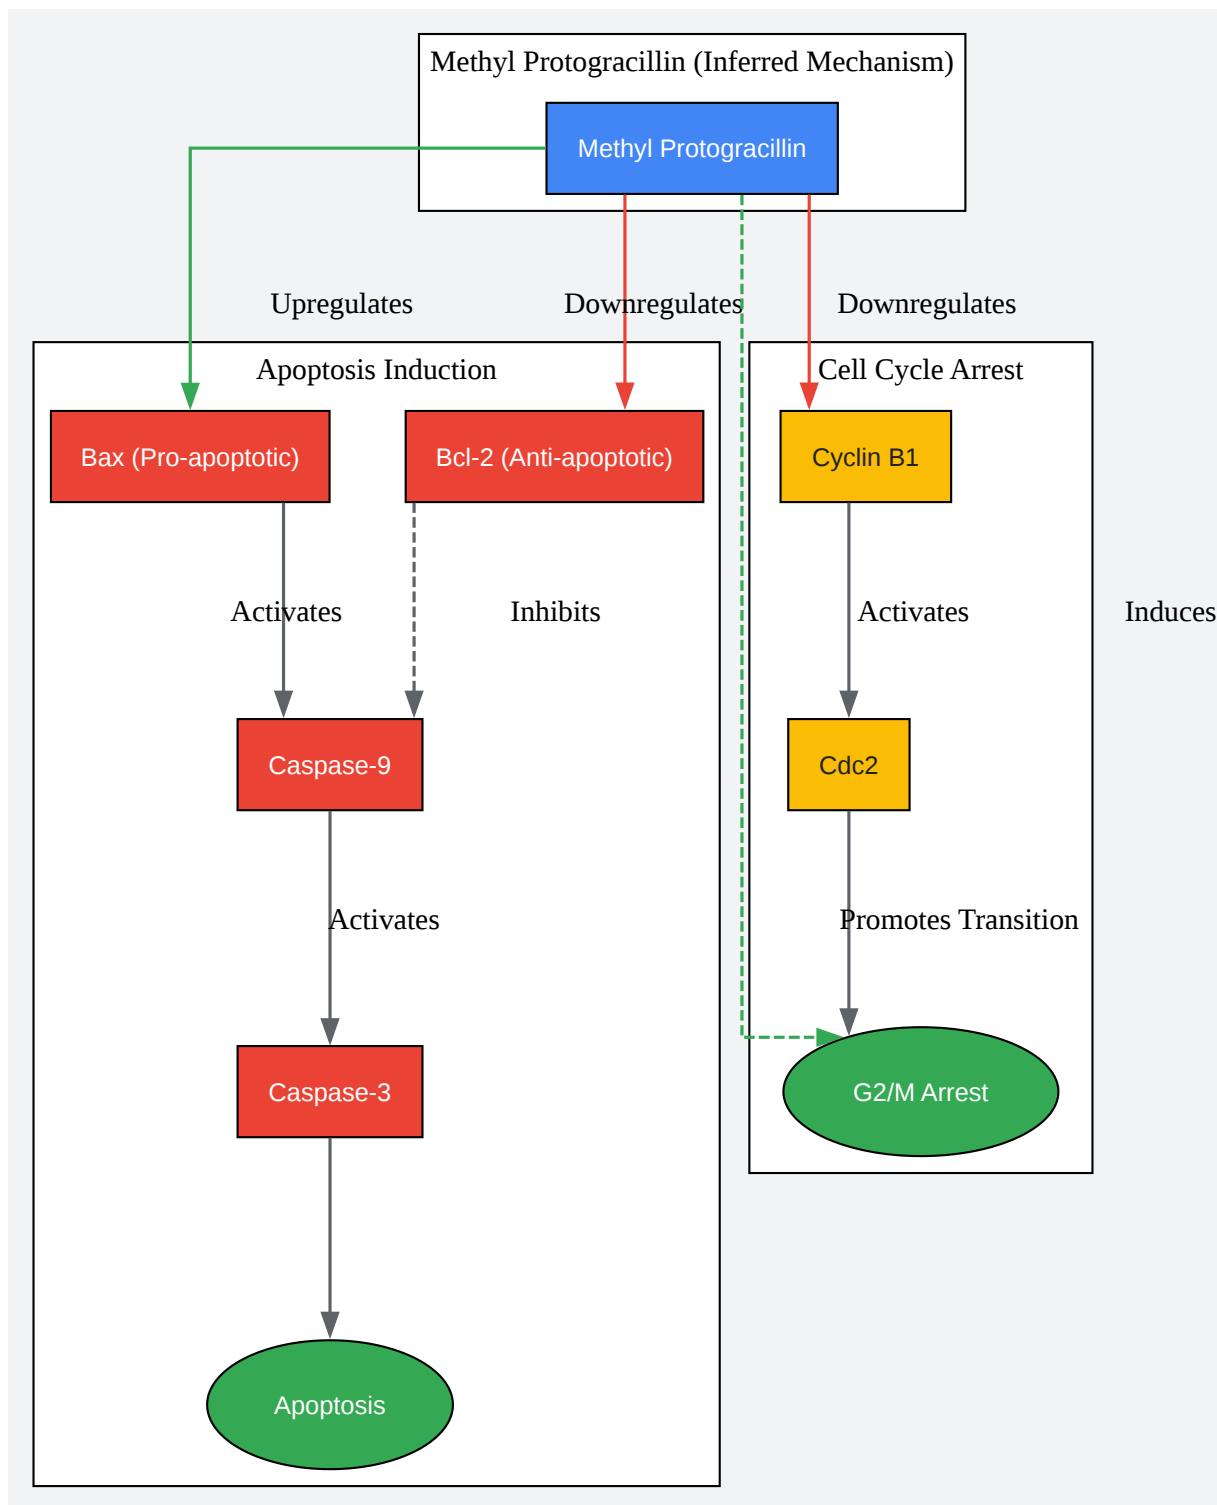 Methyl Protogracillin (Inferred Mechanism)
Methyl Protogracillin
Upregulates
Downregulates
Downregulates
Apoptosis Induction
Cell Cycle Arrest
Bax (Pro-apoptotic)
Bcl-2 (Anti-apoptotic)
Cyclin B1
Activates
Inhibits
Activates
Induces
Caspase-9
Cdc2
Activates
Promotes Transition
Caspase-3
G2/M Arrest
Apoptosis